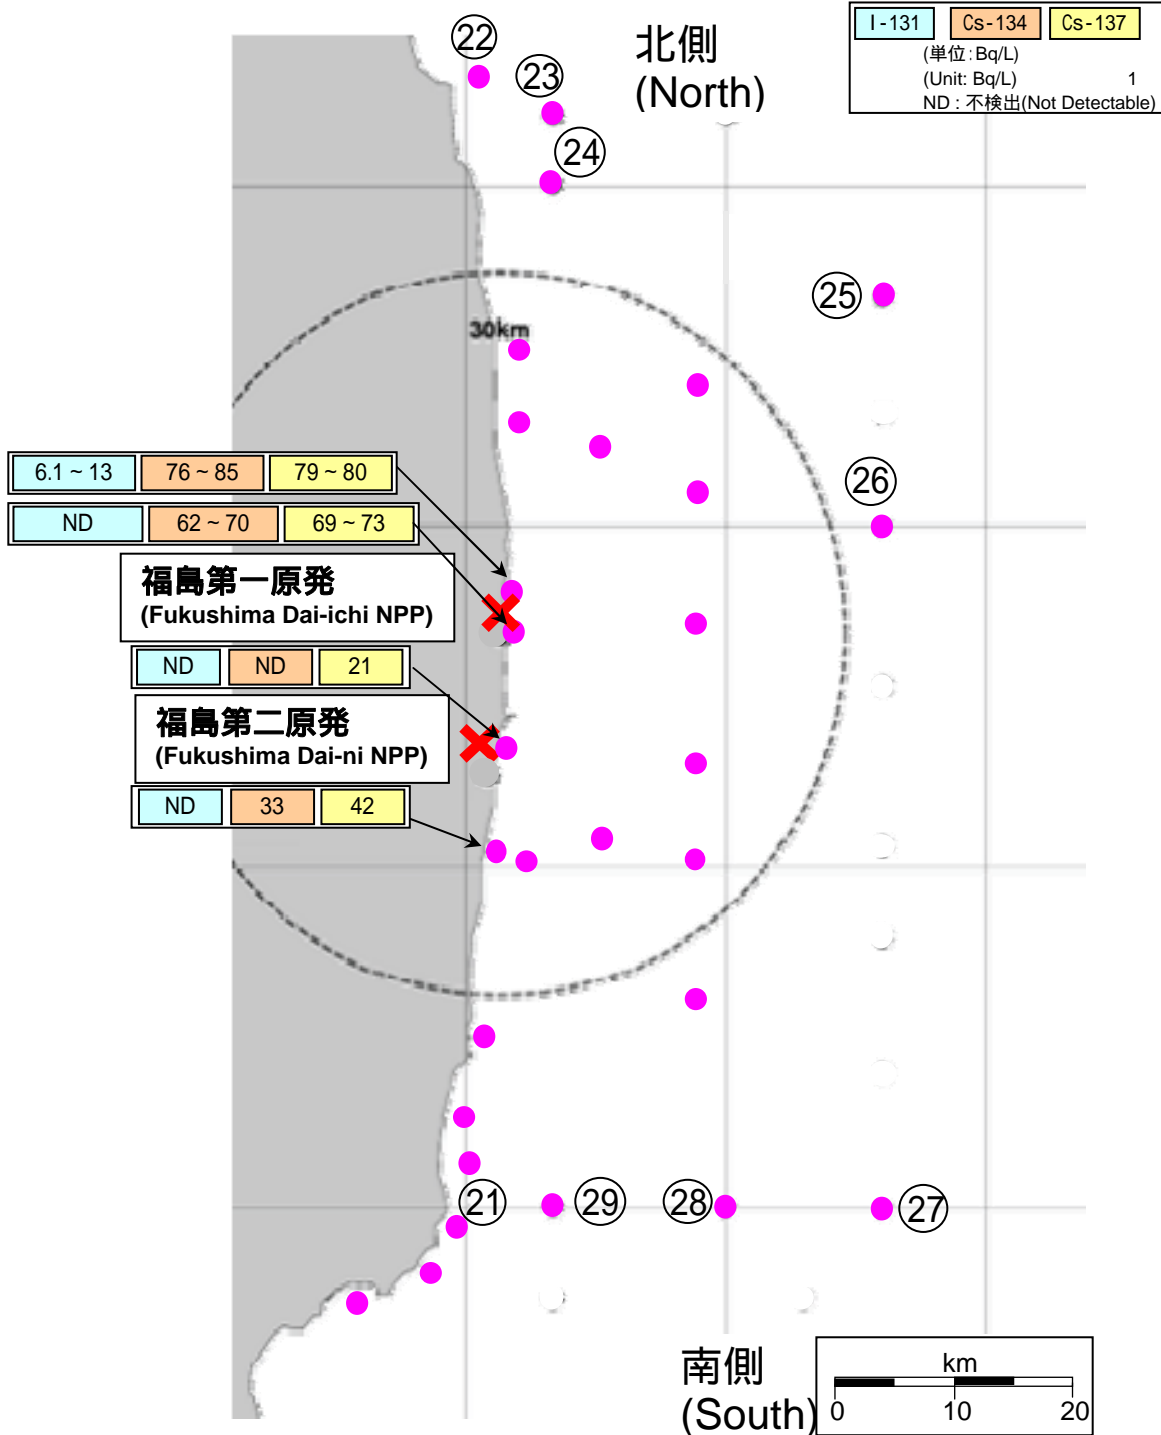 ㉒
㉓
㉔
北側
(North)
I-131 Cs-134 Cs-137
(単位:Bq/L)
(Unit: Bq/L) 1
ND : 不検出(Not Detectable)
㉕
30km
㉖
6.1 ~ 13 76 ~ 85 79 ~ 80
ND 62 ~ 70 69 ~ 73
福島第一原発
(Fukushima Dai-ichi NPP)
ND ND 21
福島第二原発
(Fukushima Dai-ni NPP)
ND 33 42
㉑ ㉙ ㉘ ㉗
南側
(South)
km
0 10 20